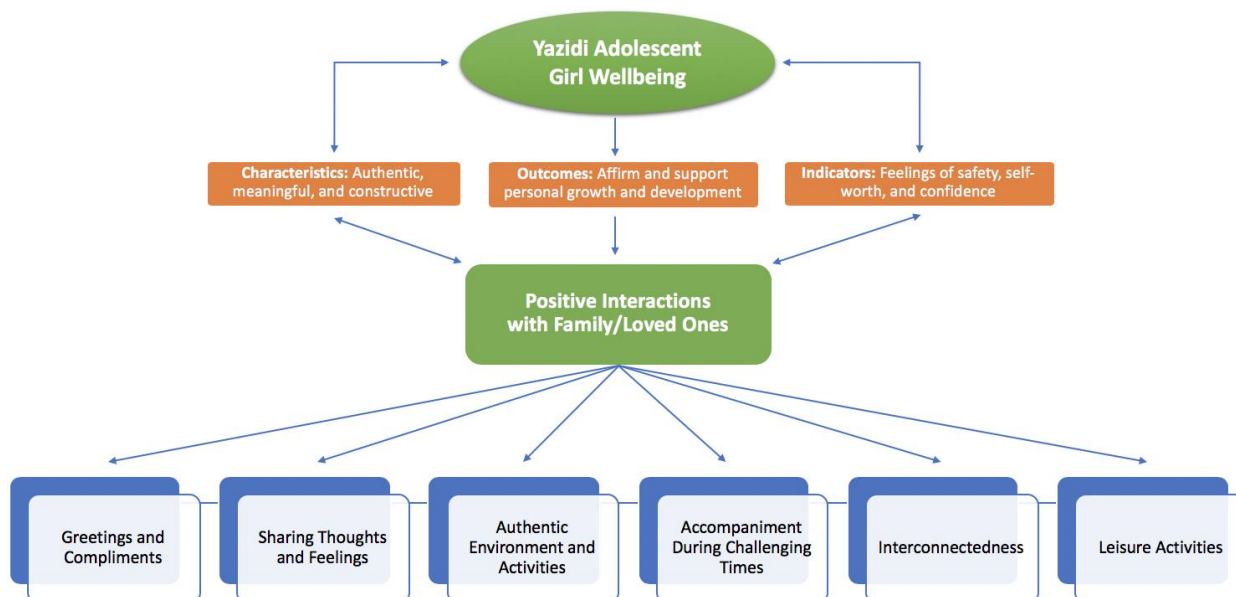 Yazidi Adolescent
Girl Wellbeing
Characteristics: Authentic,
meaningful, and constructive
Outcomes: Affirm and support
personal growth and development
Indicators: Feelings of safety, self-
worth, and confidence
Positive Interactions
with Family/Loved Ones
Greetings and
Compliments
Sharing Thoughts
and Feelings
Authentic
Environment and
Activities
Accompaniment
During Challenging
Times
Interconnectedness
Leisure Activities